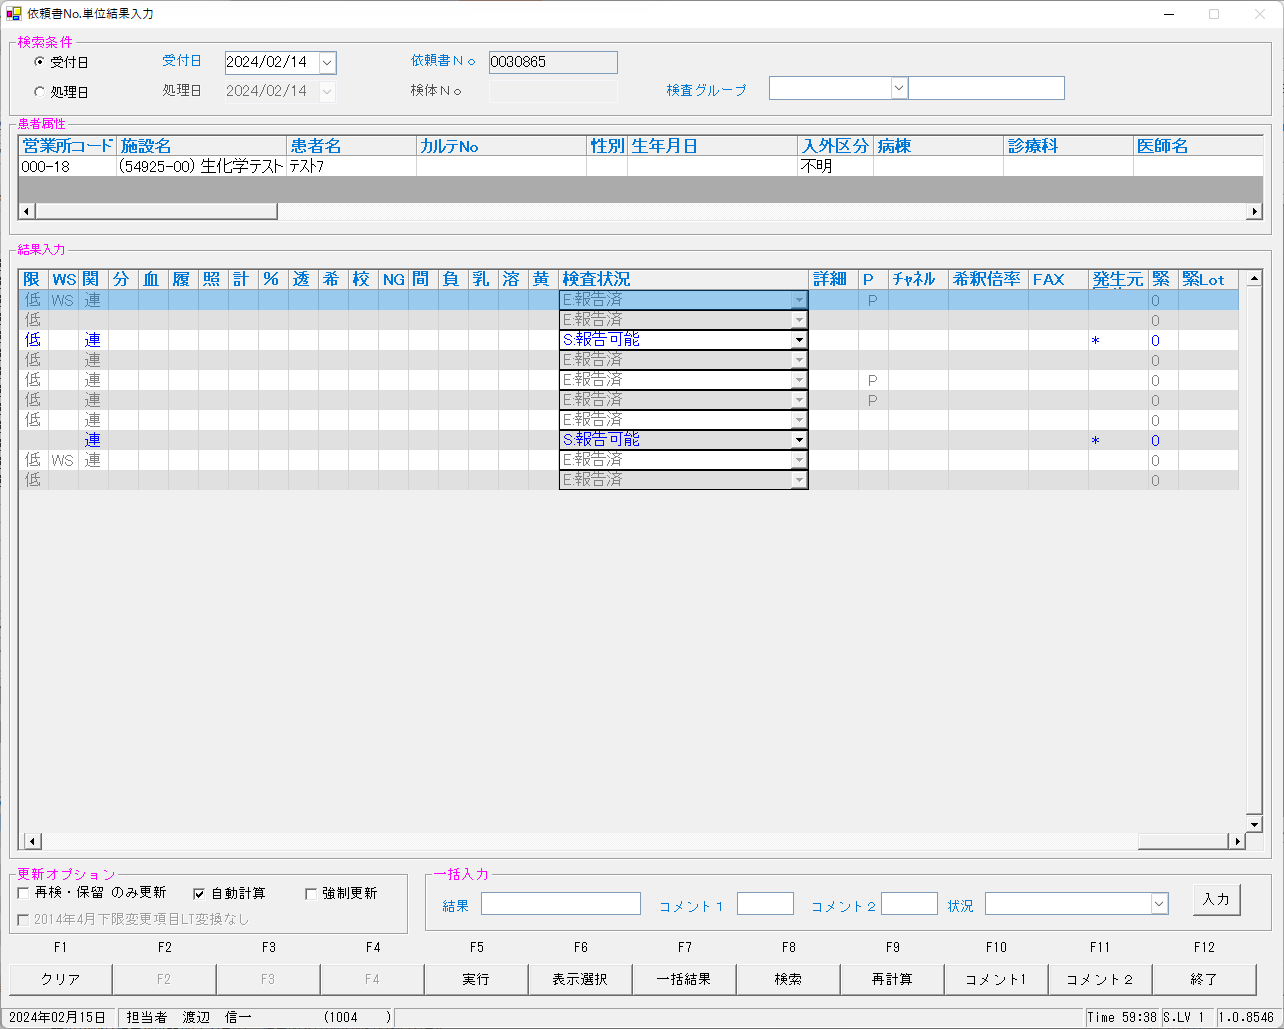 依頼書No.単位結果入力
検索条件
受付日 受付日 2024/02/14 依頼書No 0030865
処理日 処理日 2024/02/14 検体No 検査グループ
患者属性
営業所コード 施設名 患者名 カルテNo 性別 生年月日 入外区分 病棟 診療科 医師名
000-18 (54925-00) 生化学テスト ﾃｽﾄ7 不明
結果入力
限 WS 関 分 血 履 照 計 % 透 希 校 NG 間 負 乳 溶 黄 検査状況 詳細 P ﾁｬﾈﾙ 希釈倍率 FAX 発生元 緊 緊Lot
低 WS 連 E:報告済 P 0
低 E:報告済 0
低 連 S:報告可能 * 0
低 連 E:報告済 0
低 連 E:報告済 P 0
低 連 E:報告済 P 0
低 連 E:報告済 0
連 S:報告可能 * 0
低 WS 連 E:報告済 0
低 E:報告済 0
更新オプション
再検・保留 のみ更新 自動計算 強制更新
2014年4月下限変更項目LT変換なし
一括入力
結果 コメント１ コメント２ 状況 入力
F1 F2 F3 F4 F5 F6 F7 F8 F9 F10 F11 F12
クリア F2 F3 F4 実行 表示選択 一括結果 検索 再計算 コメント1 コメント２ 終了
2024年02月15日 担当者 渡辺 信一 (1004 ) Time 59:38 S.LV 1 1.0.8546